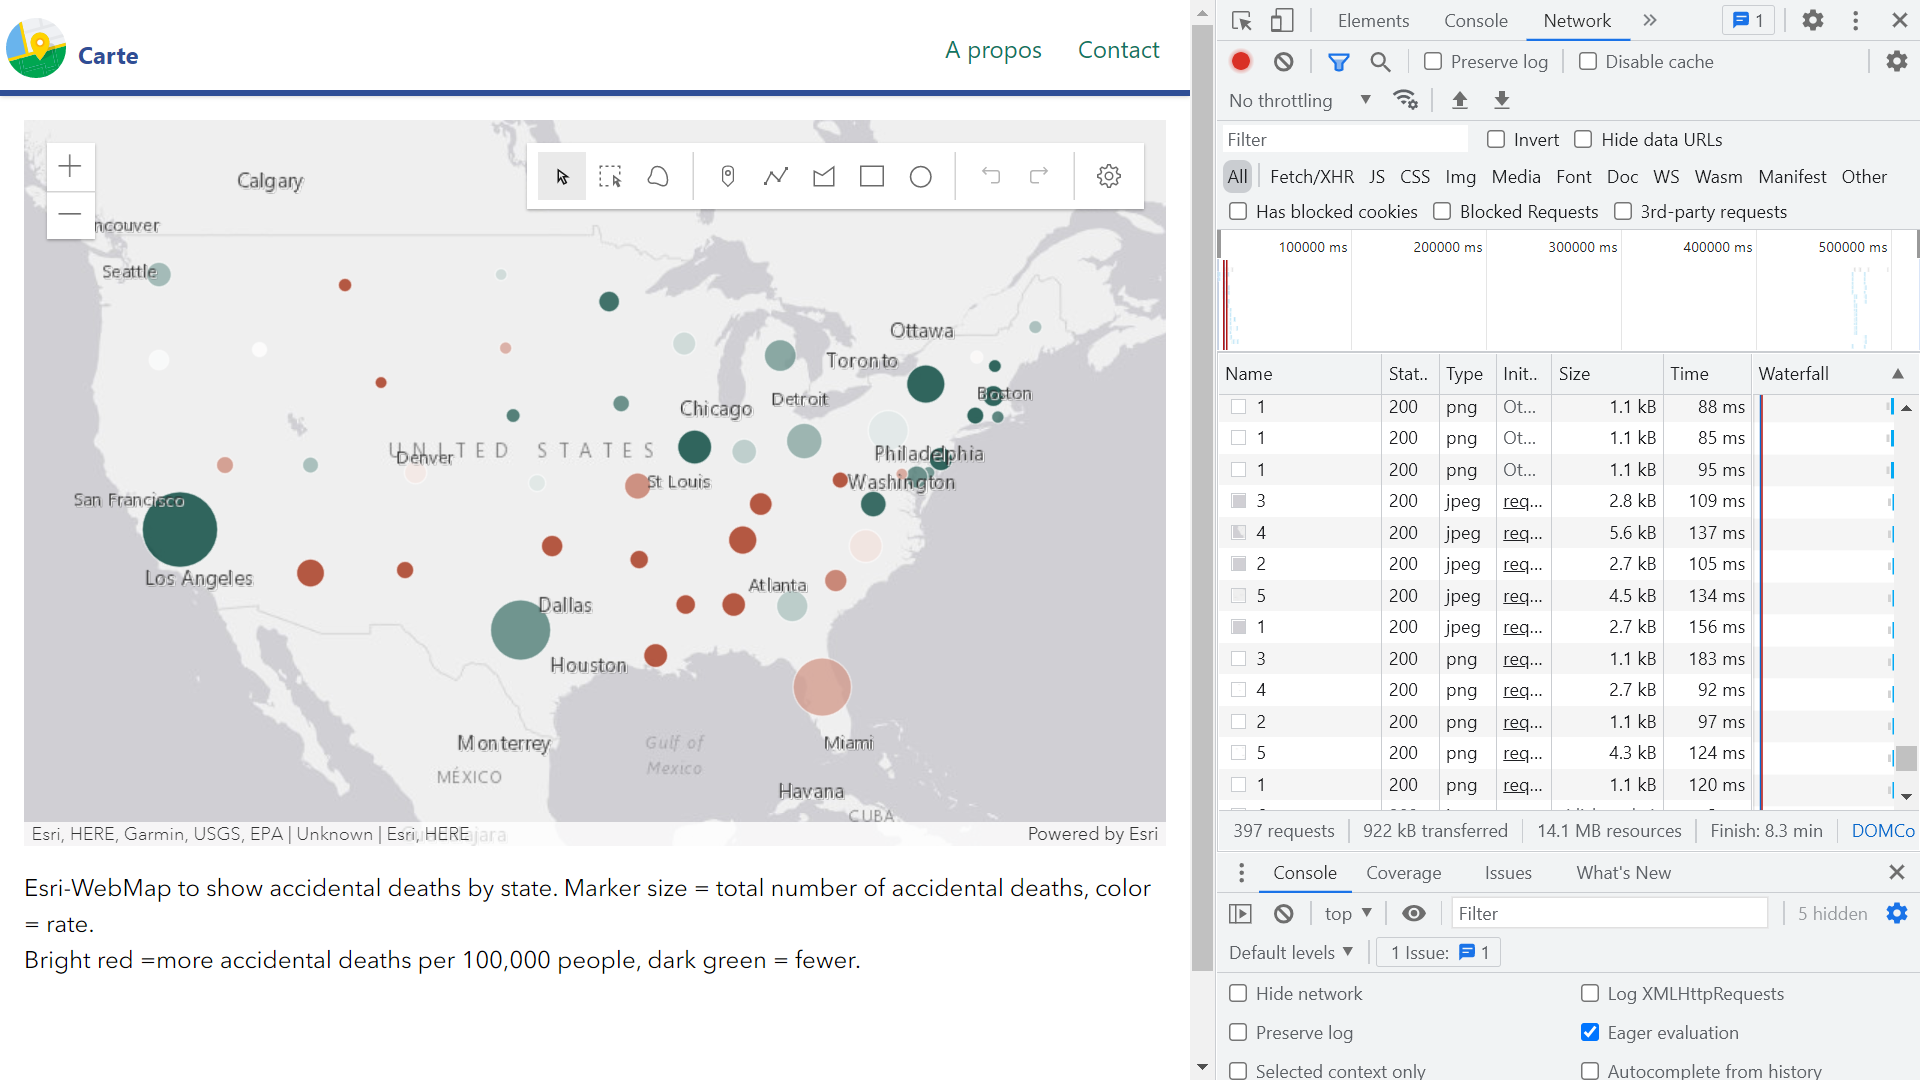 Carte
A propos Contact
Calgary
ncouver
Seattle
Ottawa
Toronto
Boston
Detroit
Chicago
UNITED STATES
Denver
Philadelphia
St Louis
Washington
San Francisco
Los Angeles
Atlanta
Dallas
Houston
Monterrey
Gulf of
Mexico
Miami
MÉXICO
Havana
CUBA
Esri, HERE, Garmin, USGS, EPA | Unknown | Esri, HERE
Powered by Esri
Esri-WebMap to show accidental deaths by state. Marker size = total number of accidental deaths, color
= rate.
Bright red =more accidental deaths per 100,000 people, dark green = fewer.
Elements Console Network 1
Preserve log Disable cache
No throttling
Filter Invert Hide data URLs
All Fetch/XHR JS CSS Img Media Font Doc WS Wasm Manifest Other
Has blocked cookies Blocked Requests 3rd-party requests
100000 ms 200000 ms 300000 ms 400000 ms 500000 ms
Name Stat.. Type Init.. Size Time Waterfall
1 200 png Ot... 1.1 kB 88 ms
1 200 png Ot... 1.1 kB 85 ms
1 200 png Ot... 1.1 kB 95 ms
3 200 jpeg req... 2.8 kB 109 ms
4 200 jpeg req... 5.6 kB 137 ms
2 200 jpeg req... 2.7 kB 105 ms
5 200 jpeg req... 4.5 kB 134 ms
1 200 jpeg req... 2.7 kB 156 ms
3 200 png req... 1.1 kB 183 ms
4 200 png req... 2.7 kB 92 ms
2 200 png req... 1.1 kB 97 ms
5 200 png req... 4.3 kB 124 ms
1 200 png req... 1.1 kB 120 ms
397 requests 922 kB transferred 14.1 MB resources Finish: 8.3 min DOMCo
Console Coverage Issues What's New
top Filter 5 hidden
Default levels 1 Issue: 1
Hide network Log XMLHttpRequests
Preserve log Eager evaluation
Selected context only Autocomplete from history